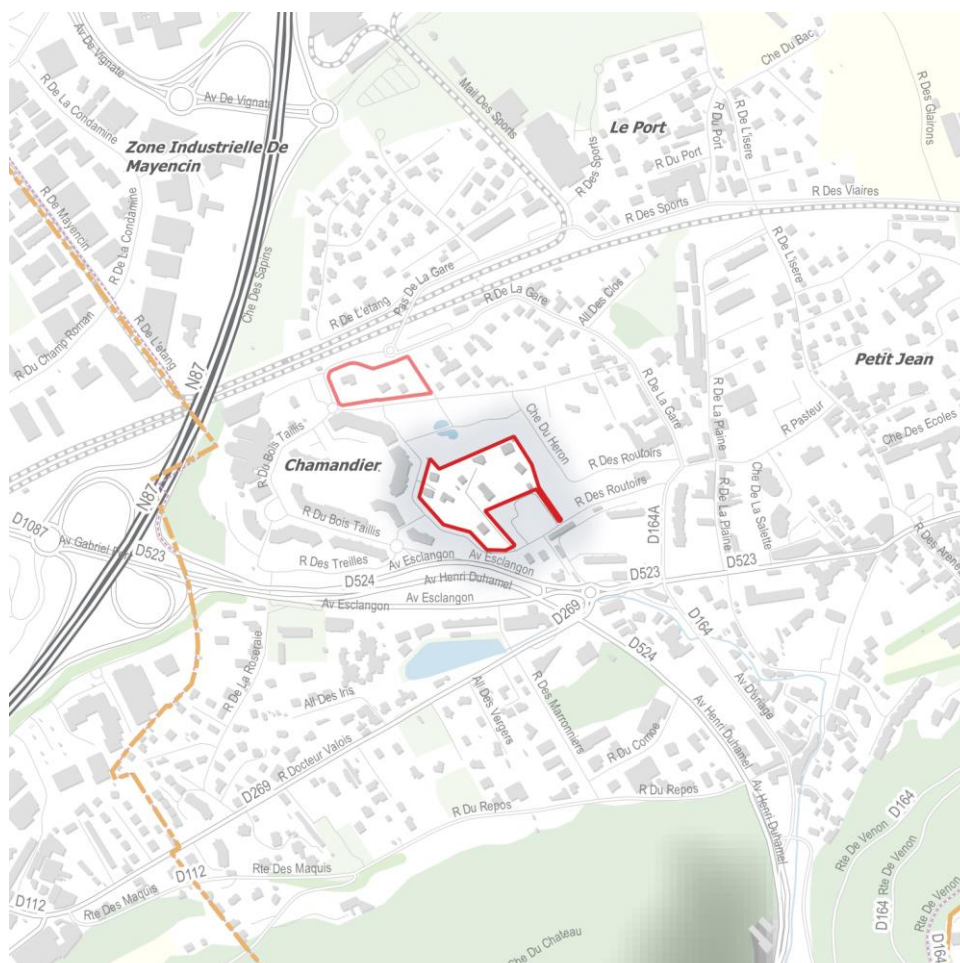 Av De Vignate
R De La Condamine
Av De Vignate
Zone Industrielle De
Mayencin
R De Mayencin
R De La Condamine
Che Des Sapins
Mail Des Sports
R Des Sports
Le Port
Che Du Bac
R Du Port
R De L'isere
R Du Port
R Des Glairons
R Des Viaires
R Des Sports
R De L'isere
R De L'etang
R Du Champ Roman
N87
R De L'etang
Pas De La Gare
R De La Gare
All Des Clos
Petit Jean
R De La Gare
R De La Plaine
R Pasteur
Che Des Ecoles
R Du Bois Taillis
Chamandier
Che Du Heron
R Des Routoirs
R Des Routoirs
Che De La Salette
N87
D1087
D523
R Du Bois Taillis
R Des Treilles
Av Esclangon
Av Esclangon
D164A
R De La Plaine
D524
Av Henri Duhamel
D523
D523
Av Esclangon
D269
D164
R De La Roseraie
D524
Av D'uriage
All Des Iris
R Docteur Valois
All Des Vergers
R Des Marronniers
Av Henri Duhamel
R Du Repos
R Du Repos
Av Henri Duhamel
D269
D164
Rte De Venon
Rte De Venon
D164
Rte De Venon
D164
D112
Rte Des Maquis
D112
Rte Des Maquis
Che Du Chateau